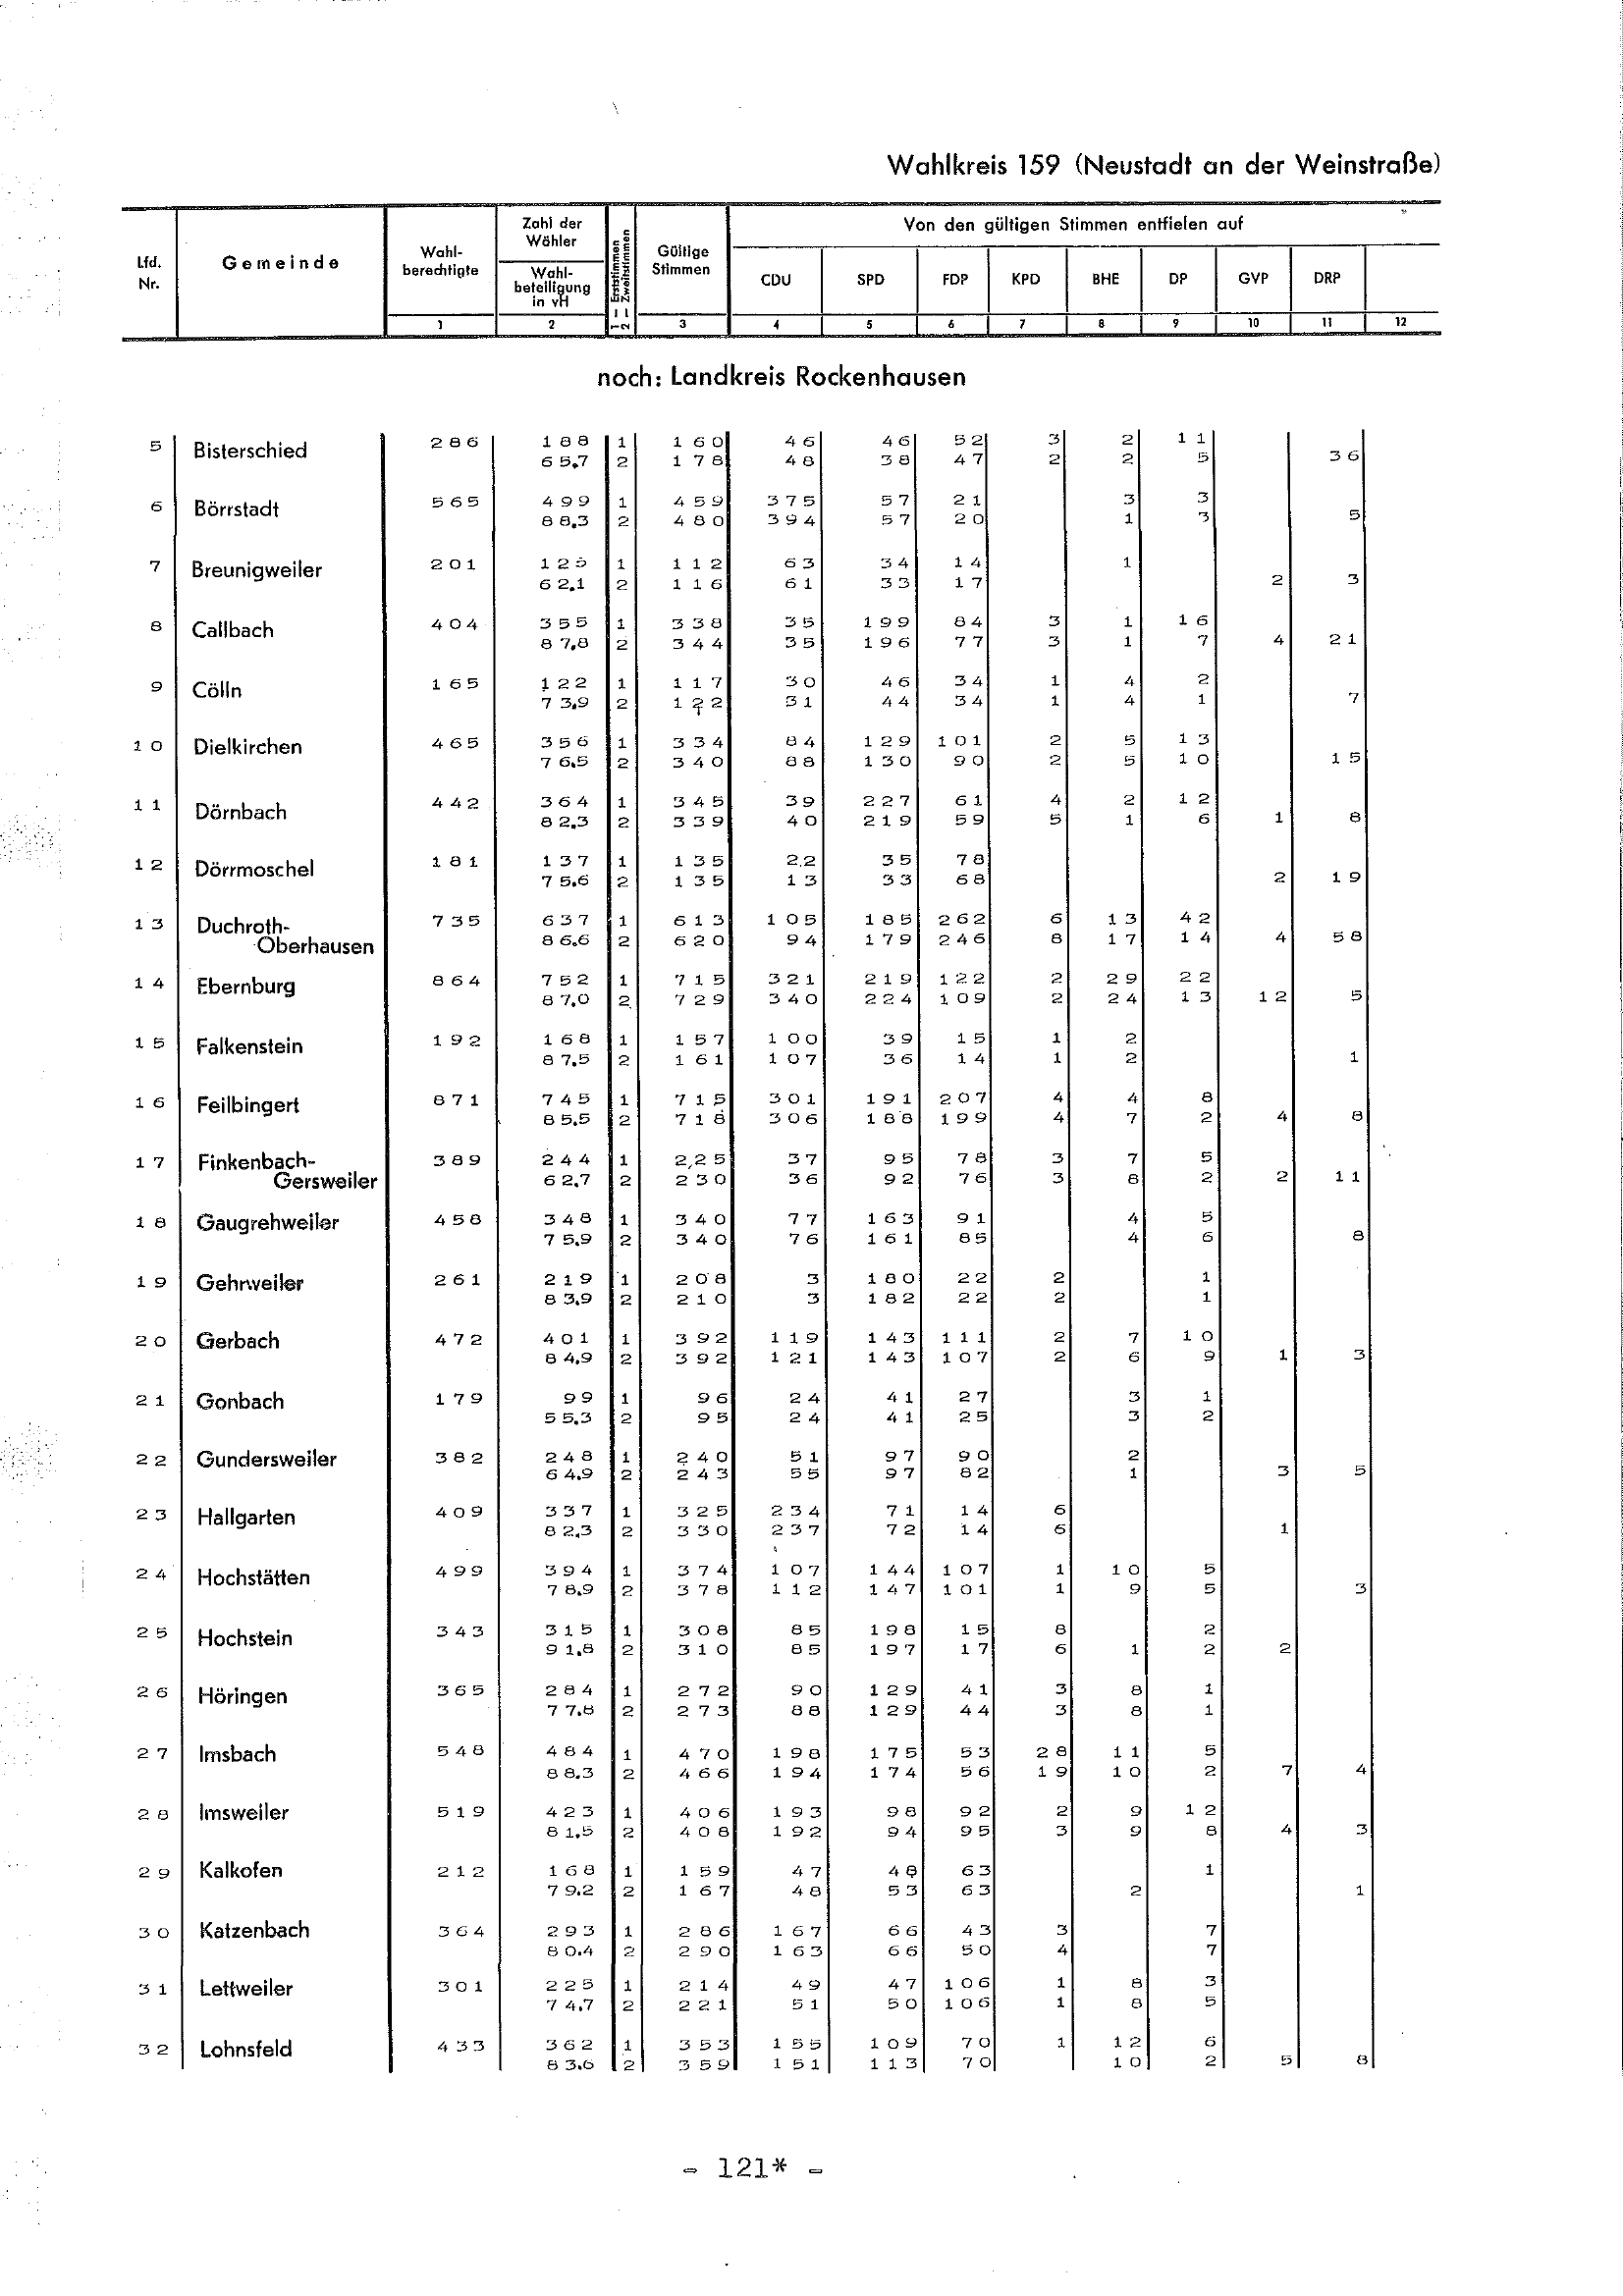 Wahlkreis 159 (Neustadt an der Weinstraße)
Lfd. Nr. | Gemeinde | Wahlberechtigte | Zahl der Wähler / Wahlbeteiligung in vH | 1 = Erststimmen 2 = Zweitstimmen | Gültige Stimmen | Von den gültigen Stimmen entfielen auf
CDU | SPD | FDP | KPD | BHE | DP | GVP | DRP
1 | 2 | 3 | 4 | 5 | 6 | 7 | 8 | 9 | 10 | 11 | 12
noch: Landkreis Rockenhausen
5 Bisterschied 286 188 1 160 46 46 52 3 2 11
65,7 2 178 48 38 47 2 2 5 36
6 Börrstadt 565 499 1 459 375 57 21 3 3
88,3 2 480 394 57 20 1 3 5
7 Breunigweiler 201 125 1 112 63 34 14 1
62,1 2 116 61 33 17 2 3
8 Callbach 404 355 1 338 35 199 84 3 1 16
87,8 2 344 35 196 77 3 1 7 4 21
9 Cölln 165 122 1 117 30 46 34 1 4 2
73,9 2 122 31 44 34 1 4 1 7
10 Dielkirchen 465 356 1 334 84 129 101 2 5 13
76,5 2 340 88 130 90 2 5 10 15
11 Dörnbach 442 364 1 345 39 227 61 4 2 12
82,3 2 339 40 219 59 5 1 6 1 8
12 Dörrmoschel 181 137 1 135 22 35 78
75,6 2 135 13 33 68 2 19
13 Duchroth- 735 637 1 613 105 185 262 6 13 42
Oberhausen 86,6 2 620 94 179 246 8 17 14 4 58
14 Ebernburg 864 752 1 715 321 219 122 2 29 22
87,0 2 729 340 224 109 2 24 13 12 5
15 Falkenstein 192 168 1 157 100 39 15 1 2
87,5 2 161 107 36 14 1 2 1
16 Feilbingert 871 745 1 715 301 191 207 4 4 8
85,5 2 718 306 188 199 4 7 2 4 8
17 Finkenbach- 389 244 1 225 37 95 78 3 7 5
Gersweiler 62,7 2 230 36 92 76 3 8 2 2 11
18 Gaugrehweiler 458 348 1 340 77 163 91 4 5
75,9 2 340 76 161 85 4 6 8
19 Gehrweiler 261 219 1 208 3 180 22 2 1
83,9 2 210 3 182 22 2 1
20 Gerbach 472 401 1 392 119 143 111 2 7 10
84,9 2 392 121 143 107 2 6 9 1 3
21 Gonbach 179 99 1 96 24 41 27 3 1
55,3 2 95 24 41 25 3 2
22 Gundersweiler 382 248 1 240 51 97 90 2
64,9 2 243 55 97 82 1 3 5
23 Hallgarten 409 337 1 325 234 71 14 6
82,3 2 330 237 72 14 6 1
24 Hochstätten 499 394 1 374 107 144 107 1 10 5
78,9 2 378 112 147 101 1 9 5 3
25 Hochstein 343 315 1 308 85 198 15 8 2
91,8 2 310 85 197 17 6 1 2 2
26 Höringen 365 284 1 272 90 129 41 3 8 1
77,8 2 273 88 129 44 3 8 1
27 Imsbach 548 484 1 470 198 175 53 28 11 5
88,3 2 466 194 174 56 19 10 2 7 4
28 Imsweiler 519 423 1 406 193 98 92 2 9 12
81,5 2 408 192 94 95 3 9 8 4 3
29 Kalkofen 212 168 1 159 47 48 63 1
79.2 2 167 48 53 63 2 1
30 Katzenbach 364 293 1 286 167 66 43 3 7
80.4 2 290 163 66 50 4 7
31 Lettweiler 301 225 1 214 49 47 106 1 8 3
74,7 2 221 51 50 106 1 8 5
32 Lohnsfeld 433 362 1 353 155 109 70 1 12 6
83,6 2 359 151 113 70 10 2 5 8
- 121* -